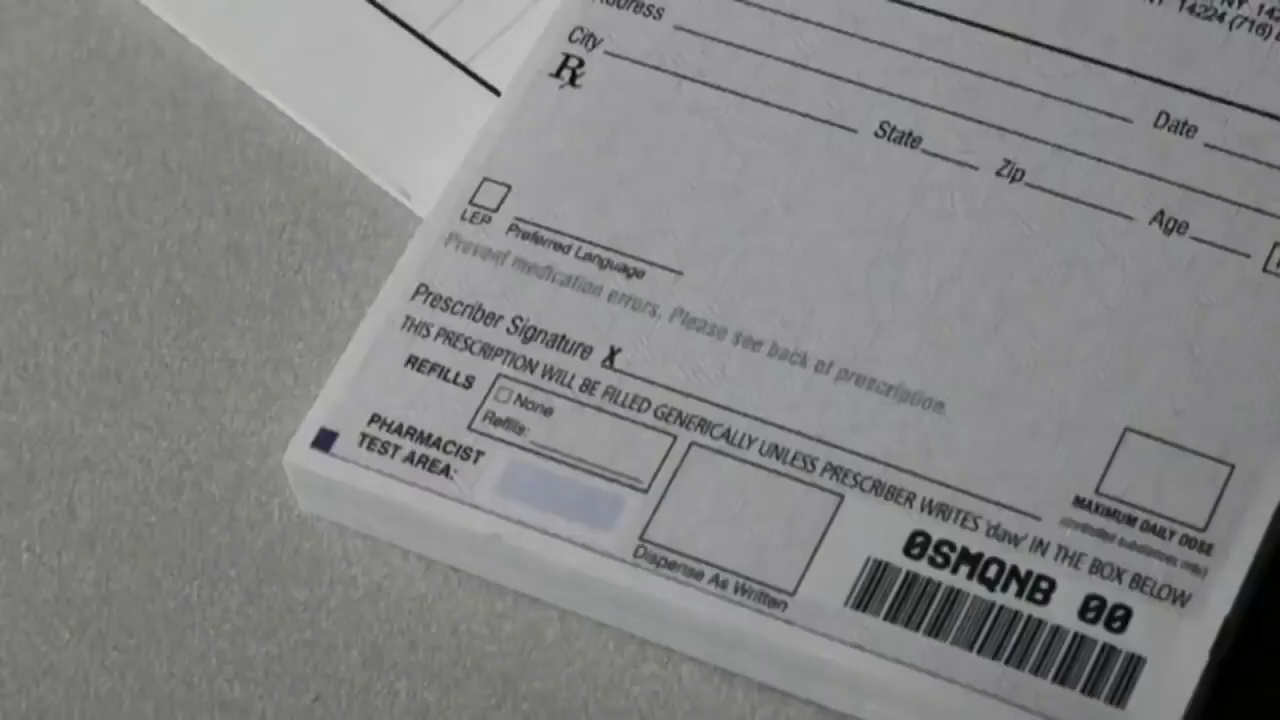 NY 14224 (716)
Address
City
Date
Rx
State
Zip
Age
LEP
Preferred Language
Prevent medication errors. Please see back of prescription.
Prescriber Signature X
THIS PRESCRIPTION WILL BE FILLED GENERICALLY UNLESS PRESCRIBER WRITES 'daw' IN THE BOX BELOW
REFILLS
None
Refills:
PHARMACIST
TEST AREA:
Dispense As Written
MAXIMUM DAILY DOSE
(controlled substances only)
0SMQNB 00